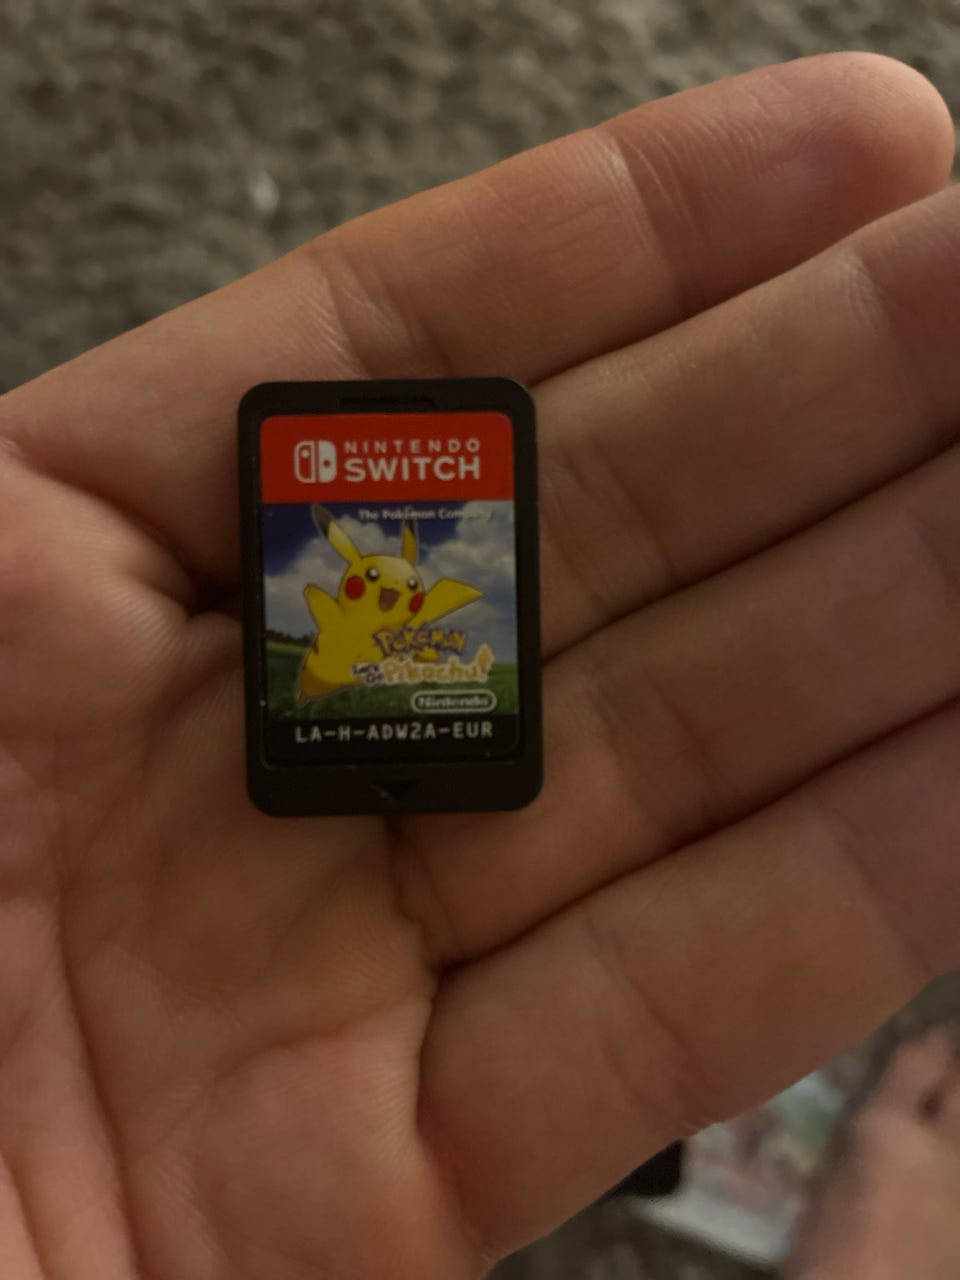 NINTENDO
SWITCH
The Pokémon Company
POKéMON
Let's
Go Pikachu!
Nintendo
LA-H-ADW2A-EUR